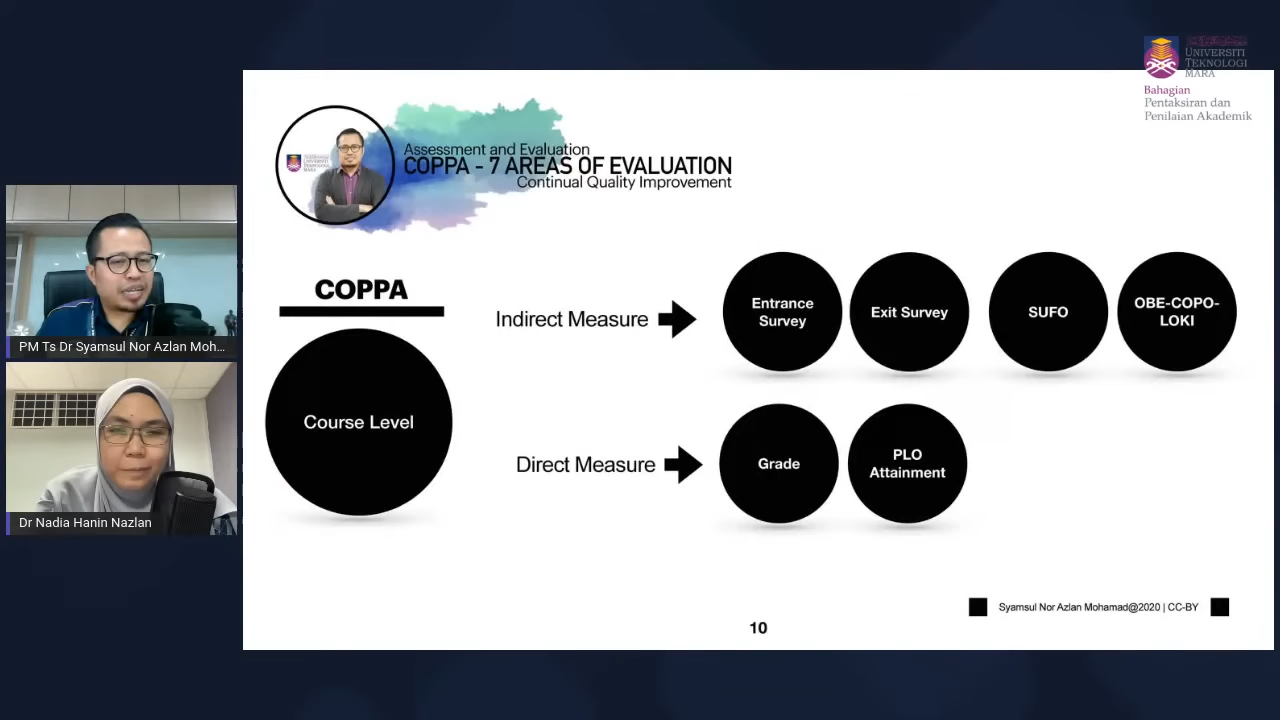 UNIVERSITI
TEKNOLOGI
MARA
Bahagian
Pentaksiran dan
Penilaian Akademik
Assessment and Evaluation
COPPA - 7 AREAS OF EVALUATION
Continual Quality Improvement
COPPA
Course Level
Indirect Measure
Entrance
Survey
Exit Survey
SUFO
OBE-COPO-
LOKI
Direct Measure
Grade
PLO
Attainment
PM Ts Dr Syamsul Nor Azlan Moh...
Dr Nadia Hanin Nazlan
Syamsul Nor Azlan Mohamad@2020 | CC-BY
10